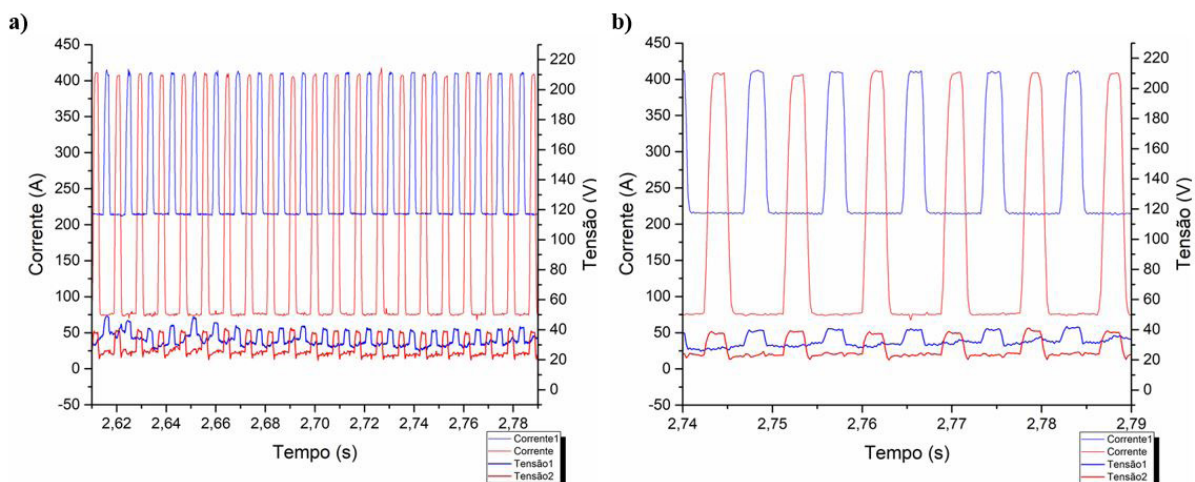 a)
450
400
350
300
250
200
150
100
50
0
-50
Corrente (A)
220
200
180
160
140
120
100
80
60
40
20
0
Tensão (V)
2,62 2,64 2,66 2,68 2,70 2,72 2,74 2,76 2,78
Tempo (s)
Corrente1
Corrente
Tensão1
Tensão2
b)
450
400
350
300
250
200
150
100
50
0
-50
Corrente (A)
220
200
180
160
140
120
100
80
60
40
20
0
Tensão (V)
2,74 2,75 2,76 2,77 2,78 2,79
Tempo (s)
Corrente1
Corrente
Tensão1
Tensão2